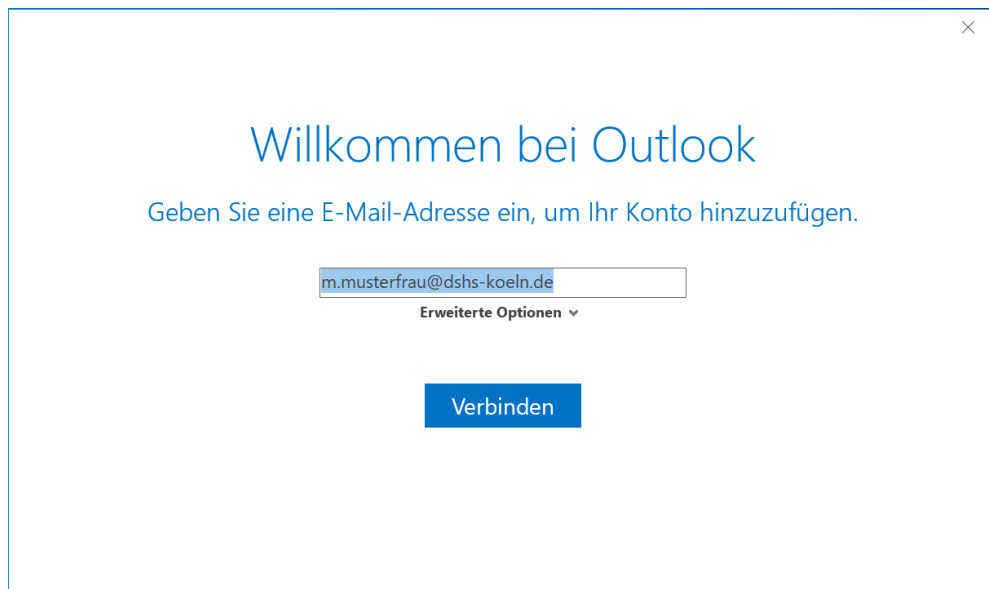 Willkommen bei Outlook
Geben Sie eine E-Mail-Adresse ein, um Ihr Konto hinzuzufügen.
m.musterfrau@dshs-koeln.de
Erweiterte Optionen
Verbinden